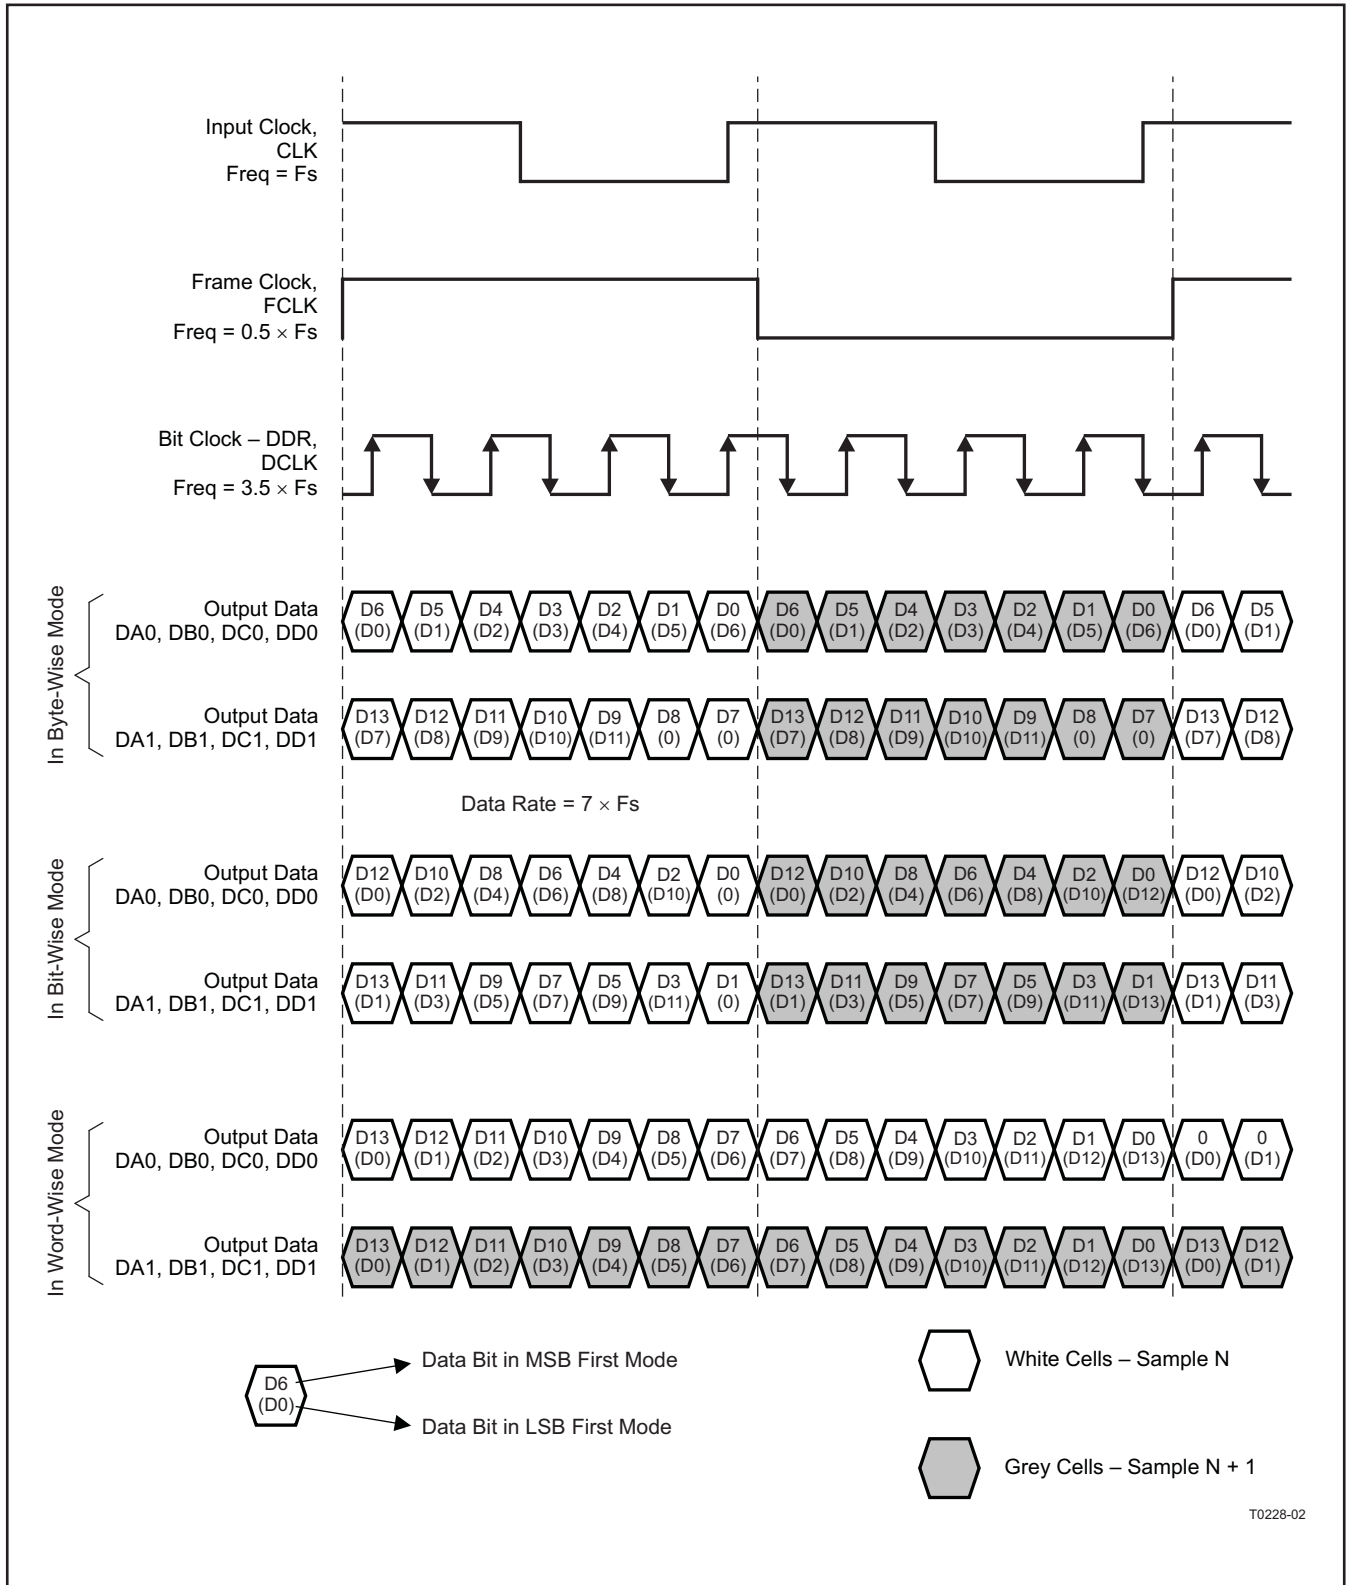 Input Clock,
CLK
Freq = Fs
Frame Clock,
FCLK
Freq = 0.5 × Fs
Bit Clock – DDR,
DCLK
Freq = 3.5 × Fs
In Byte-Wise Mode
Output Data
DA0, DB0, DC0, DD0
D6 D5 D4 D3 D2 D1 D0 D6 D5 D4 D3 D2 D1 D0 D6 D5
(D0) (D1) (D2) (D3) (D4) (D5) (D6) (D0) (D1) (D2) (D3) (D4) (D5) (D6) (D0) (D1)
Output Data
DA1, DB1, DC1, DD1
D13 D12 D11 D10 D9 D8 D7 D13 D12 D11 D10 D9 D8 D7 D13 D12
(D7) (D8) (D9) (D10) (D11) (0) (0) (D7) (D8) (D9) (D10) (D11) (0) (0) (D7) (D8)
Data Rate = 7 × Fs
In Bit-Wise Mode
Output Data
DA0, DB0, DC0, DD0
D12 D10 D8 D6 D4 D2 D0 D12 D10 D8 D6 D4 D2 D0 D12 D10
(D0) (D2) (D4) (D6) (D8) (D10) (0) (D0) (D2) (D4) (D6) (D8) (D10) (D12) (D0) (D2)
Output Data
DA1, DB1, DC1, DD1
D13 D11 D9 D7 D5 D3 D1 D13 D11 D9 D7 D5 D3 D1 D13 D11
(D1) (D3) (D5) (D7) (D9) (D11) (0) (D1) (D3) (D5) (D7) (D9) (D11) (D13) (D1) (D3)
In Word-Wise Mode
Output Data
DA0, DB0, DC0, DD0
D13 D12 D11 D10 D9 D8 D7 D6 D5 D4 D3 D2 D1 D0 0 0
(D0) (D1) (D2) (D3) (D4) (D5) (D6) (D7) (D8) (D9) (D10) (D11) (D12) (D13) (D0) (D1)
Output Data
DA1, DB1, DC1, DD1
D13 D12 D11 D10 D9 D8 D7 D6 D5 D4 D3 D2 D1 D0 D13 D12
(D0) (D1) (D2) (D3) (D4) (D5) (D6) (D7) (D8) (D9) (D10) (D11) (D12) (D13) (D0) (D1)
D6
(D0)
Data Bit in MSB First Mode
Data Bit in LSB First Mode
White Cells – Sample N
Grey Cells – Sample N + 1
T0228-02